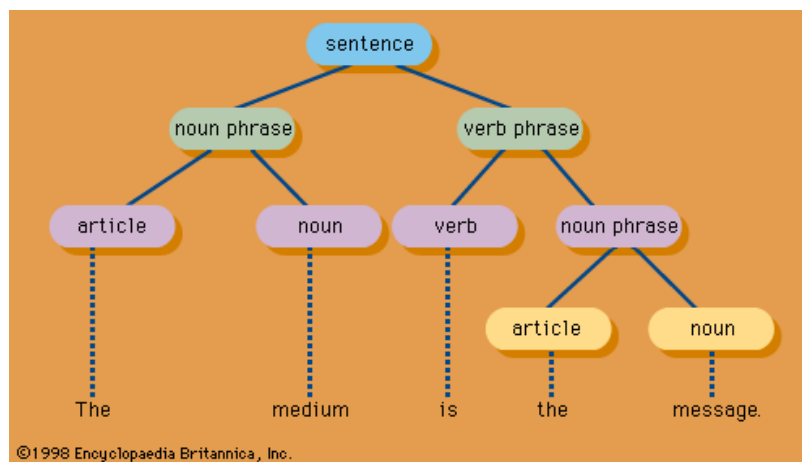 sentence
noun phrase verb phrase
article noun verb noun phrase
article noun
The medium is the message.
©1998 Encyclopaedia Britannica, Inc.